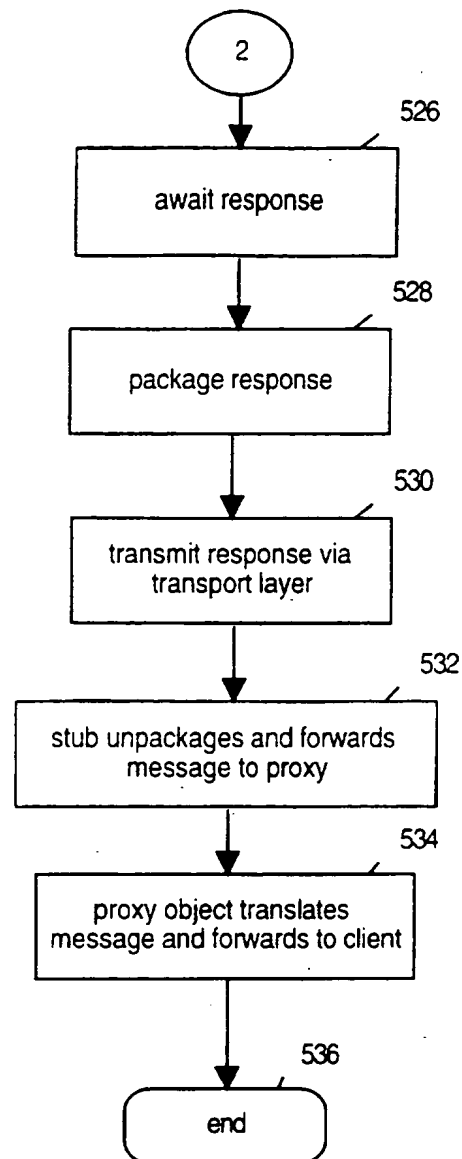 2
526
await response
528
package response
530
transmit response via
transport layer
532
stub unpackages and forwards
message to proxy
534
proxy object translates
message and forwards to client
536
end